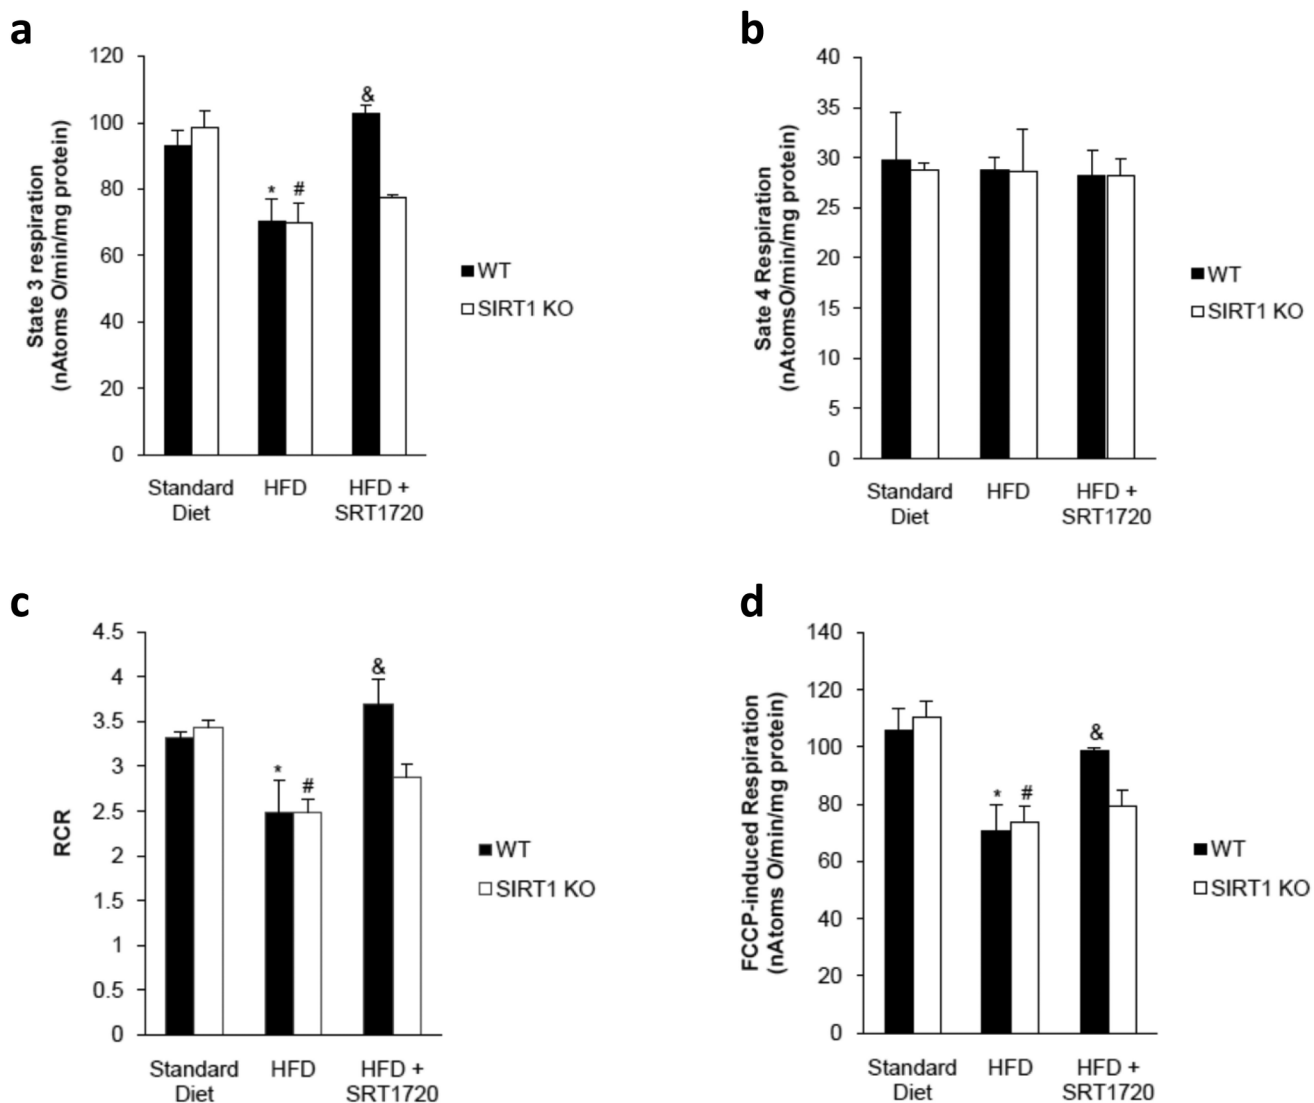 a
State 3 respiration
(nAtoms O/min/mg protein)
120
100
80
60
40
20
0
*
#
&
Standard
Diet
HFD
HFD +
SRT1720
WT
SIRT1 KO
b
Sate 4 Respiration
(nAtomsO/min/mg protein)
40
35
30
25
20
15
10
5
0
Standard
Diet
HFD
HFD +
SRT1720
WT
SIRT1 KO
c
RCR
4.5
4
3.5
3
2.5
2
1.5
1
0.5
0
*
#
&
Standard
Diet
HFD
HFD +
SRT1720
WT
SIRT1 KO
d
FCCP-induced Respiration
(nAtoms O/min/mg protein)
140
120
100
80
60
40
20
0
*
#
&
Standard
Diet
HFD
HFD +
SRT1720
WT
SIRT1 KO